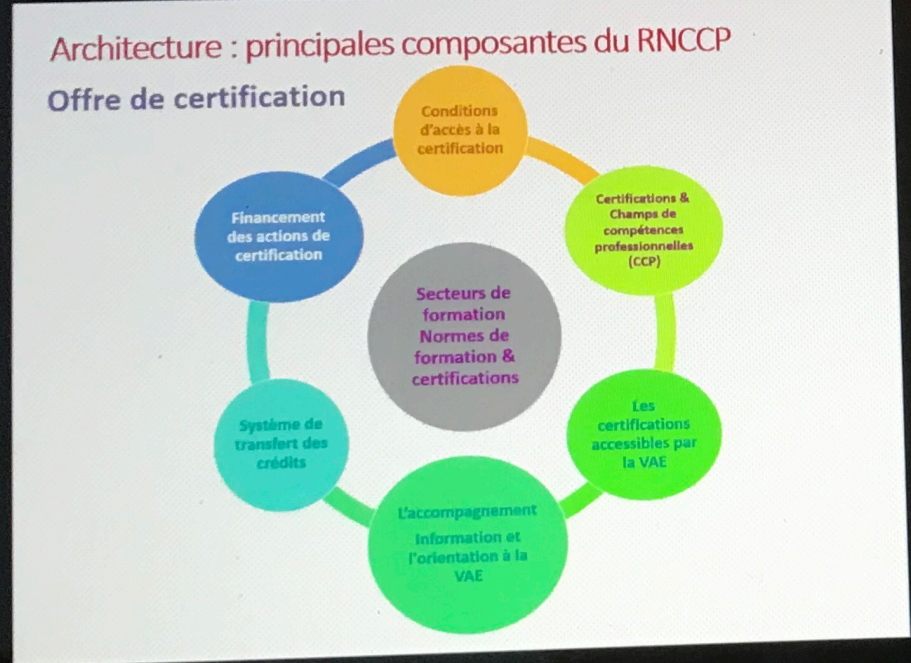 Architecture : principales composantes du RNCCP
Offre de certification
Conditions
d'accès à la
certification
Certifications &
Champs de
compétences
professionnelles
(CCP)
Les
certifications
accessibles par
la VAE
L'accompagnement
Information et
l'orientation à la
VAE
Système de
transfert des
crédits
Financement
des actions de
certification
Secteurs de
formation
Normes de
formation &
certifications